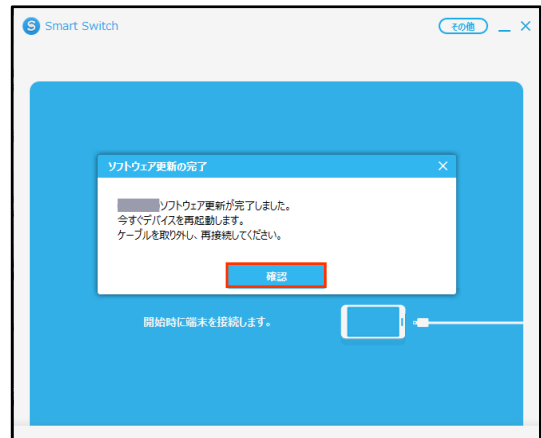 S Smart Switch
その他
ソフトウェア更新の完了
ソフトウェア更新が完了しました。
今すぐデバイスを再起動します。
ケーブルを取り外し、再接続してください。
確認
開始時に端末を接続します。